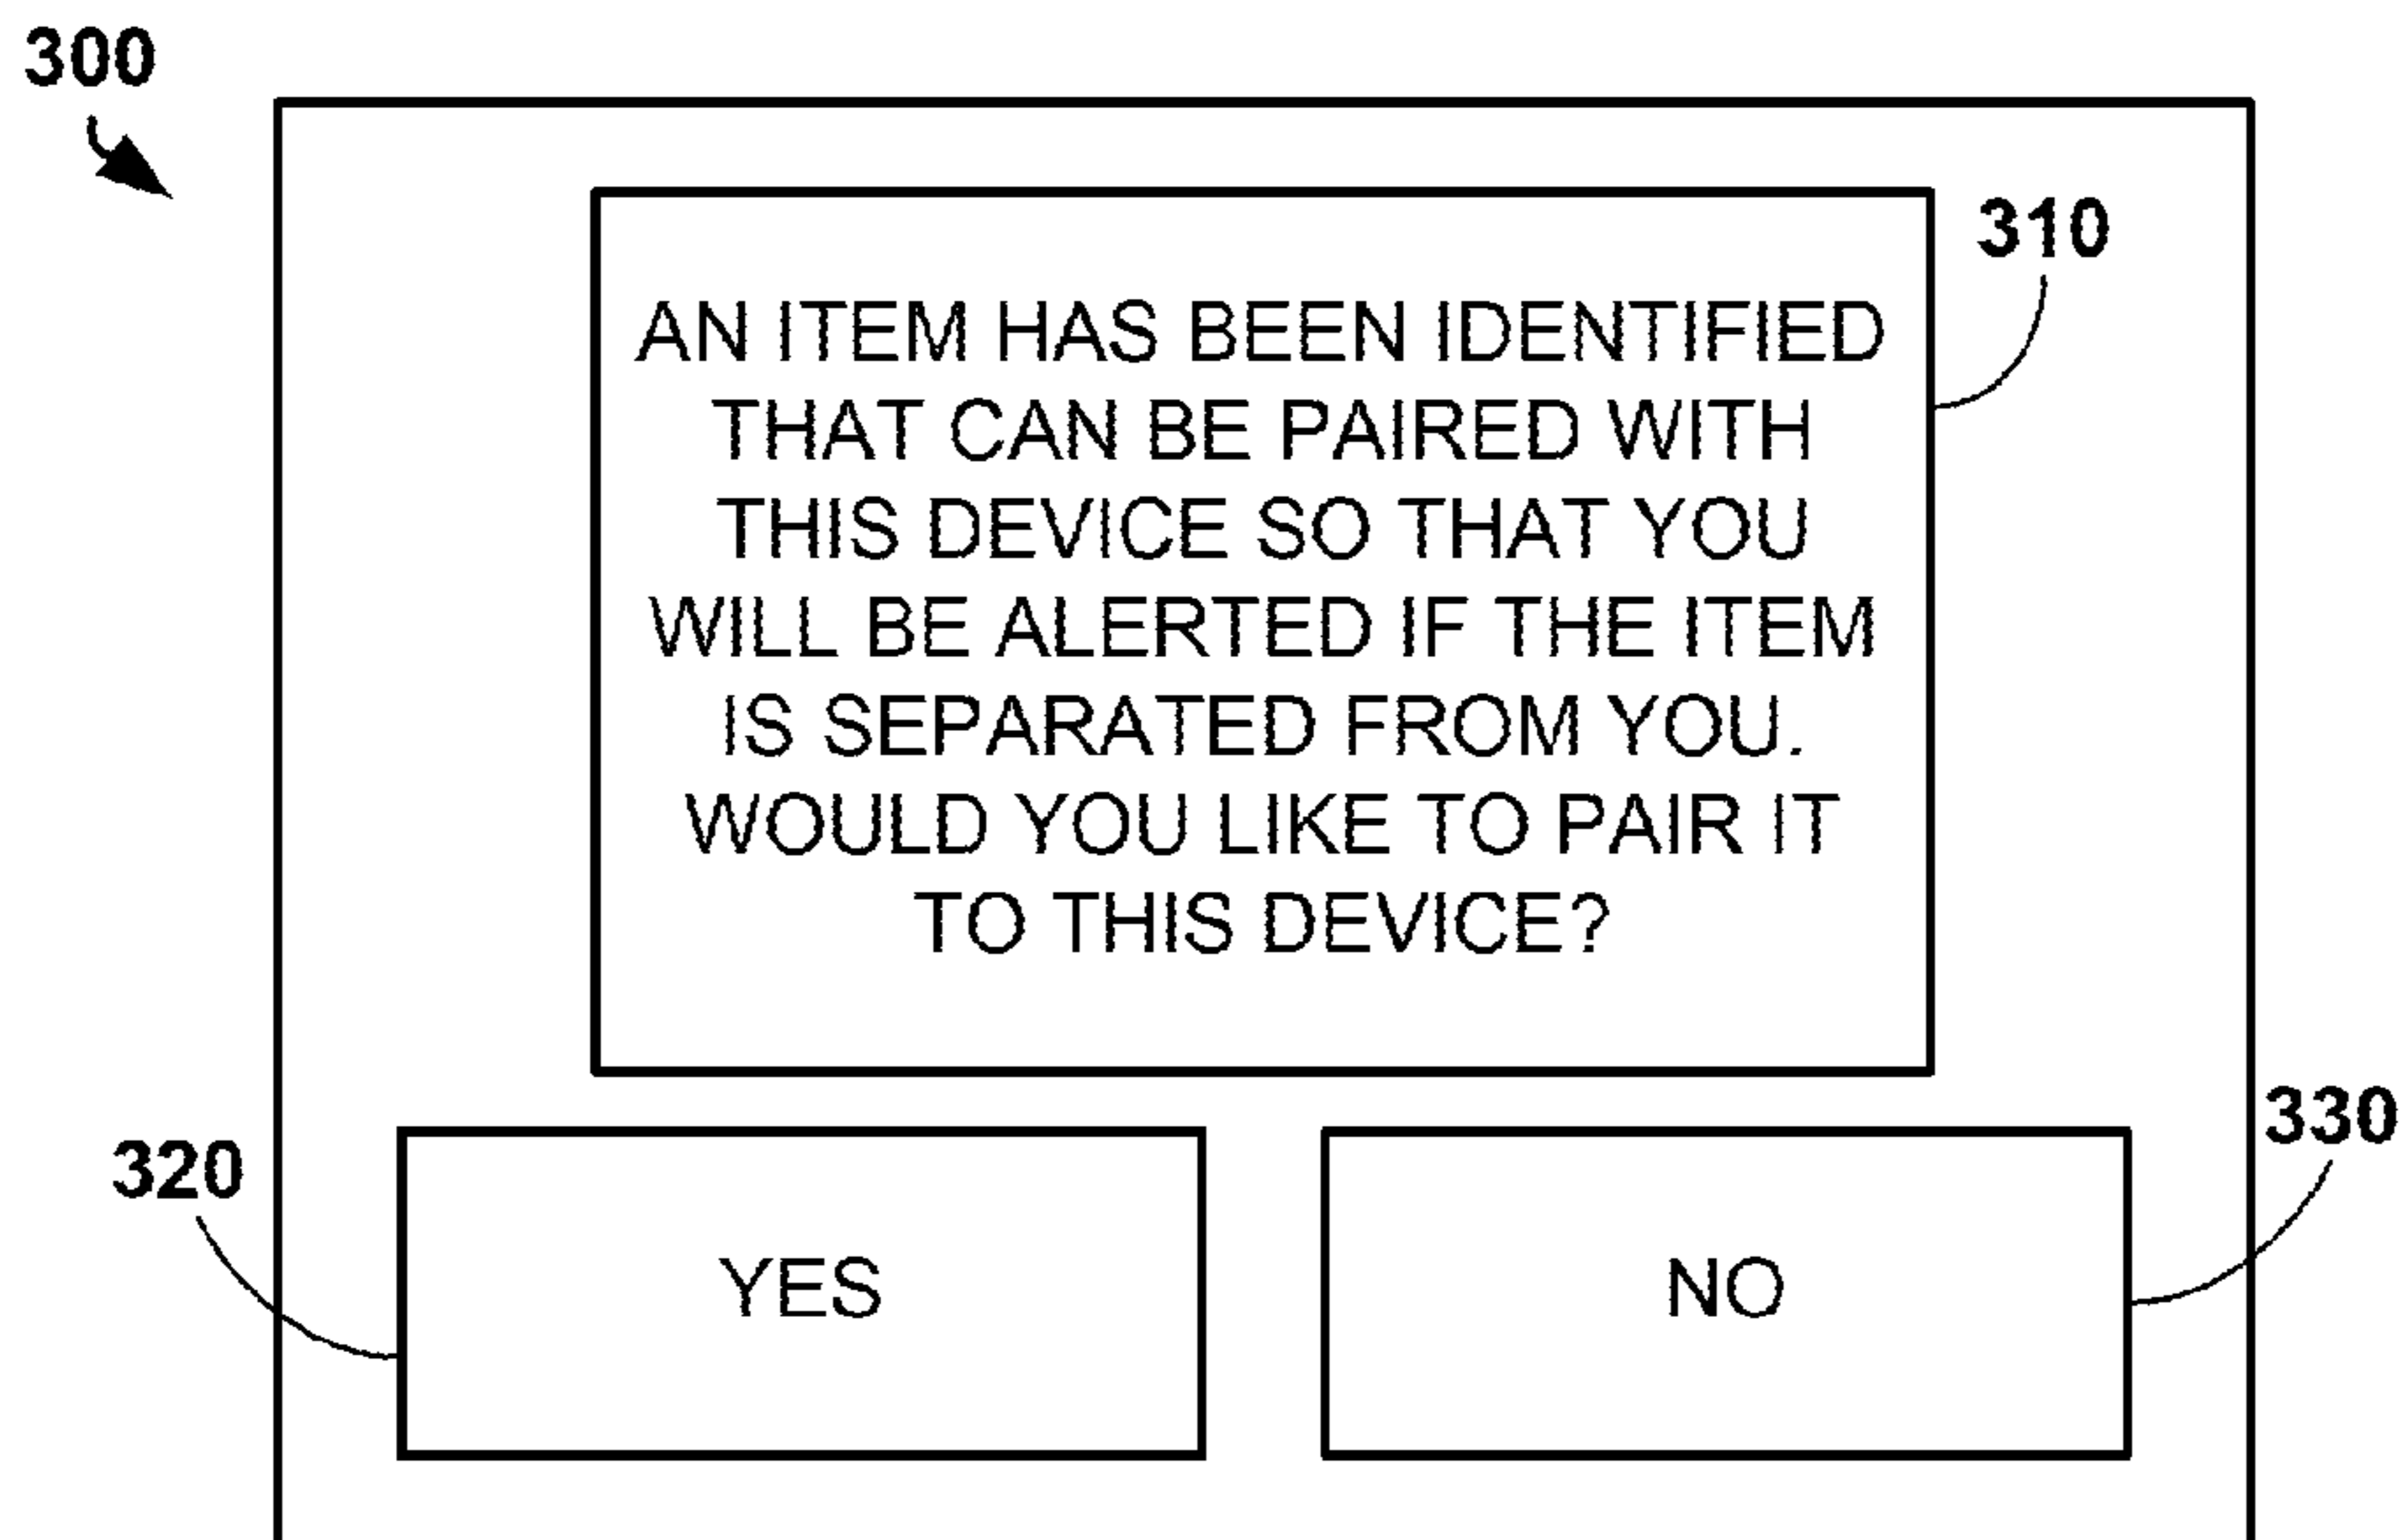 300
310
AN ITEM HAS BEEN IDENTIFIED
THAT CAN BE PAIRED WITH
THIS DEVICE SO THAT YOU
WILL BE ALERTED IF THE ITEM
IS SEPARATED FROM YOU.
WOULD YOU LIKE TO PAIR IT
TO THIS DEVICE?
320
330
YES
NO